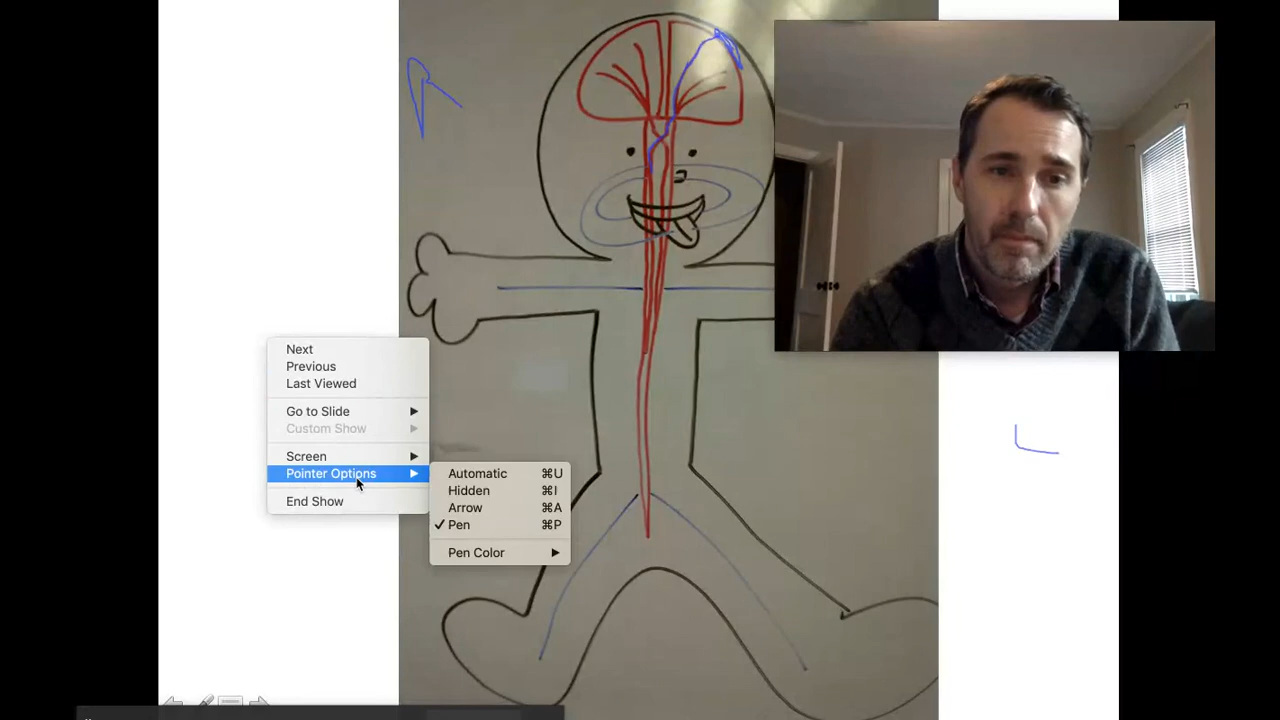 R
Next
Previous
Last Viewed
Go to Slide
Custom Show
Screen
Pointer Options
End Show
Automatic ⌘U
Hidden ⌘I
Arrow ⌘A
✓ Pen ⌘P
Pen Color
L